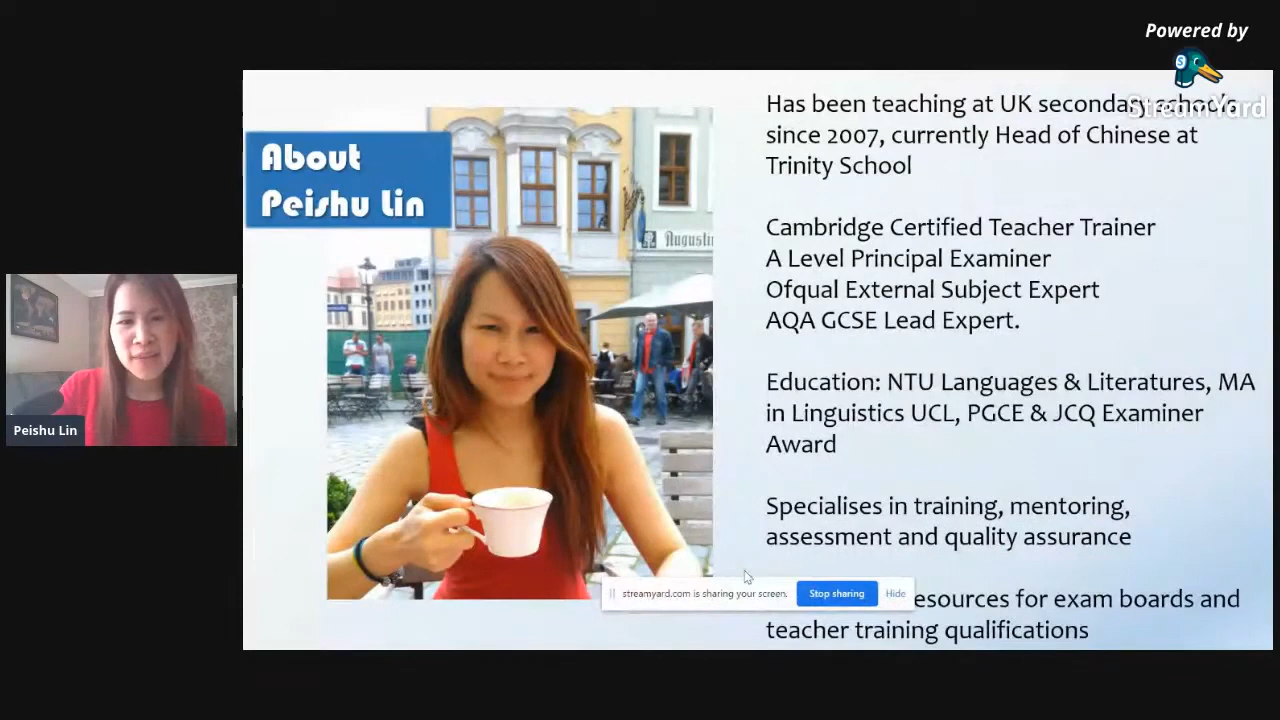 Powered by
StreamYard
About
Peishu Lin
Augustin
Peishu Lin
Has been teaching at UK secondary schools
since 2007, currently Head of Chinese at
Trinity School
Cambridge Certified Teacher Trainer
A Level Principal Examiner
Ofqual External Subject Expert
AQA GCSE Lead Expert.
Education: NTU Languages & Literatures, MA
in Linguistics UCL, PGCE & JCQ Examiner
Award
Specialises in training, mentoring,
assessment and quality assurance
streamyard.com is sharing your screen.
Stop sharing
Hide
esources for exam boards and
teacher training qualifications